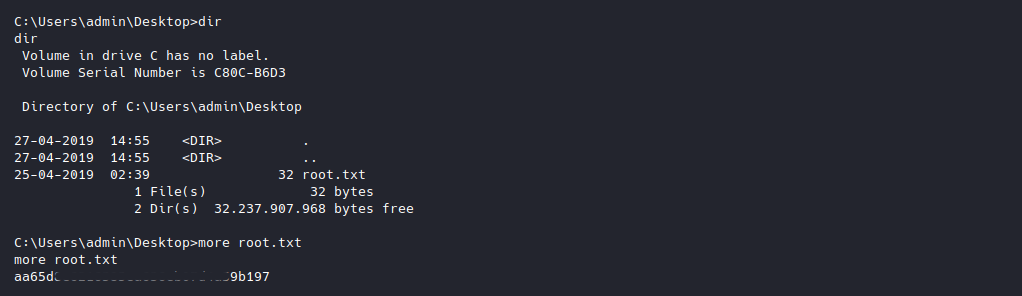 C:\Users\admin\Desktop>dir
dir
 Volume in drive C has no label.
 Volume Serial Number is C80C-B6D3

 Directory of C:\Users\admin\Desktop

27-04-2019  14:55    <DIR>          .
27-04-2019  14:55    <DIR>          ..
25-04-2019  02:39                32 root.txt
               1 File(s)             32 bytes
               2 Dir(s)  32.237.907.968 bytes free

C:\Users\admin\Desktop>more root.txt
more root.txt